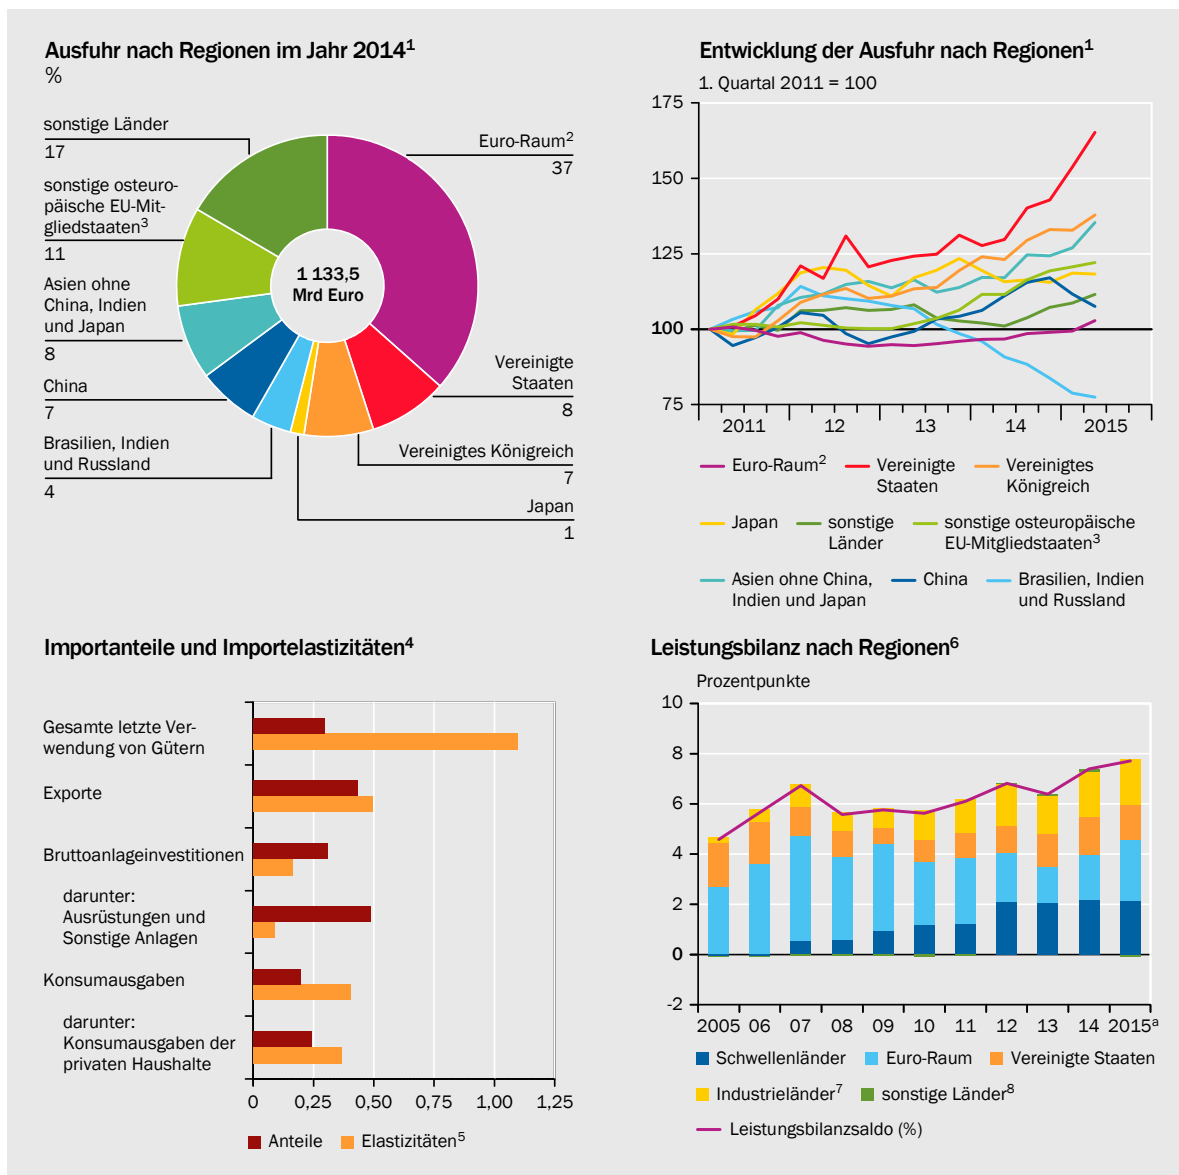 Ausfuhr nach Regionen im Jahr 2014¹
%
sonstige Länder
17
sonstige osteuro-
päische EU-Mit-
gliedstaaten³
11
Asien ohne
China, Indien
und Japan
8
China
7
Brasilien, Indien
und Russland
4
1 133,5
Mrd Euro
Euro-Raum²
37
Vereinigte
Staaten
8
Vereinigtes Königreich
7
Japan
1
Entwicklung der Ausfuhr nach Regionen¹
1. Quartal 2011 = 100
175
150
125
100
75
2011 12 13 14 2015
Euro-Raum² Vereinigte Staaten Vereinigtes Königreich
Japan sonstige Länder sonstige osteuropäische EU-Mitgliedstaaten³
Asien ohne China, Indien und Japan China Brasilien, Indien und Russland
Importanteile und Importelastizitäten⁴
Gesamte letzte Ver-
wendung von Gütern
Exporte
Bruttoanlageinvestitionen
darunter:
Ausrüstungen und
Sonstige Anlagen
Konsumausgaben
darunter:
Konsumausgaben der
privaten Haushalte
0 0,25 0,50 0,75 1,00 1,25
Anteile Elastizitäten⁵
Leistungsbilanz nach Regionen⁶
Prozentpunkte
10
8
6
4
2
0
-2
2005 06 07 08 09 10 11 12 13 14 2015ᵃ
Schwellenländer Euro-Raum Vereinigte Staaten
Industrieländer⁷ sonstige Länder⁸
Leistungsbilanzsaldo (%)